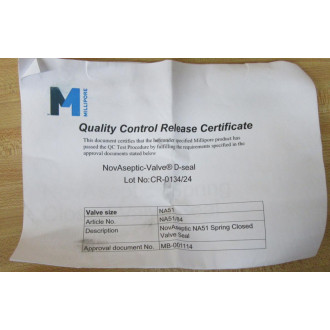 M
MILLIPORE
Quality Control Release Certificate
This document certifies that the hereunder specified Millipore product has
passed the QC Test Procedure by fulfilling the requirements specified in the
approval documents stated below
NovAseptic-Valve® D-seal
Lot No:CR-0134/24
Valve size NA51
Article No. NA51/84
Description NovAseptic NA51 Spring Closed
Valve Seal
Approval document No. MB-001114